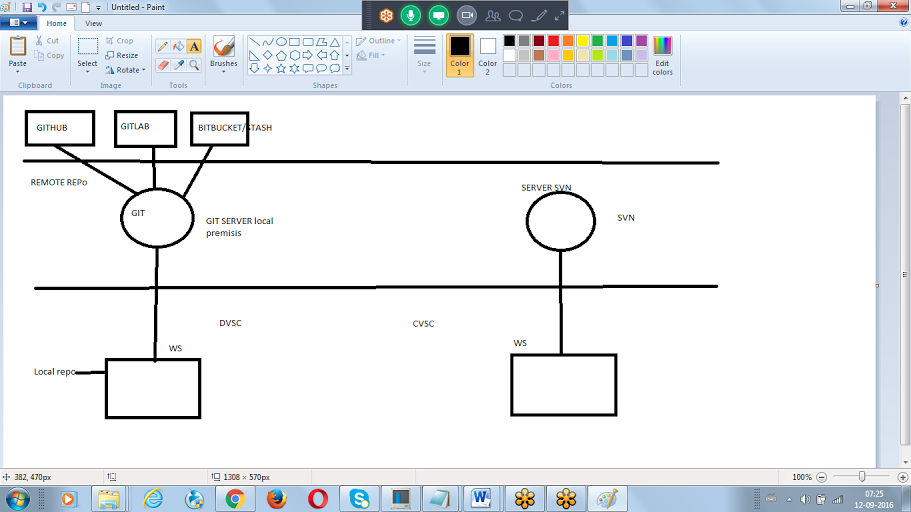 Untitled - Paint
Home
View
Paste
Cut
Copy
Clipboard
Select
Crop
Resize
Rotate
Image
A
Tools
Brushes
Shapes
Outline
Fill
Size
Color
1
Color
2
Edit
colors
Colors
GITHUB
GITLAB
BITBUCKET/STASH
REMOTE REPo
SERVER SVN
GIT
GIT SERVER local
premisis
SVN
DVSC
CVSC
WS
WS
Local repo
382, 470px
1308 × 570px
100%
07:25
12-09-2016